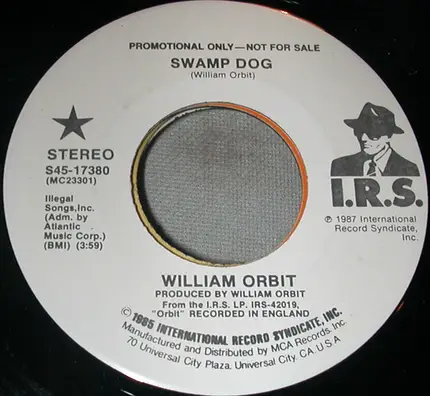 PROMOTIONAL ONLY—NOT FOR SALE
SWAMP DOG
(William Orbit)
STEREO
S45-17380
(MC23301)
Illegal
Songs, Inc.
(Adm. by
Atlantic
Music Corp.)
(BMI) (3:59)
I.R.S.
℗ 1987 International
Record Syndicate,
Inc.
WILLIAM ORBIT
PRODUCED BY WILLIAM ORBIT
From the I.R.S. LP. IRS-42019,
"Orbit" RECORDED IN ENGLAND
© 1985 INTERNATIONAL RECORD SYNDICATE, INC.
Manufactured and Distributed by MCA Records, Inc.
70 Universal City Plaza, Universal City, CA. U.S.A